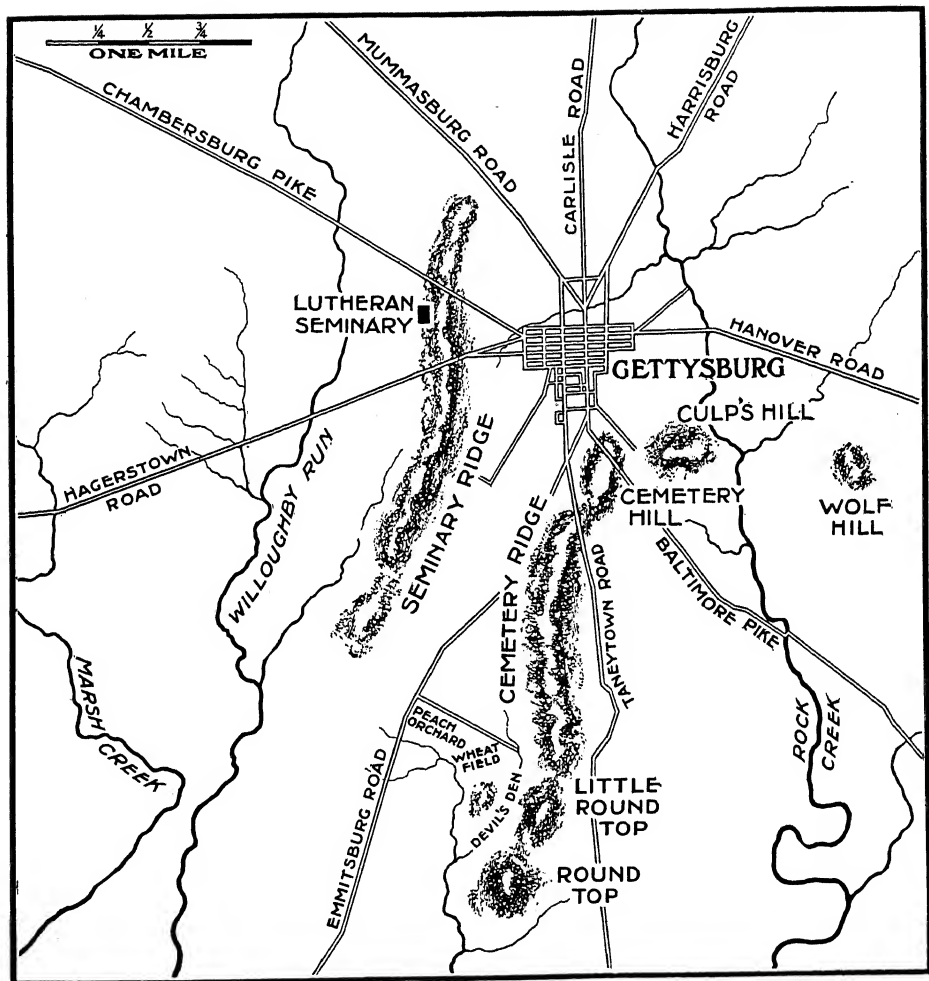 ¼ ½ ¾
ONE MILE
MUMMASBURG ROAD
CARLISLE ROAD
HARRISBURG
ROAD
CHAMBERSBURG PIKE
LUTHERAN
SEMINARY
HANOVER ROAD
GETTYSBURG
CULP'S HILL
HAGERSTOWN
ROAD
WILLOUGHBY RUN
SEMINARY RIDGE
CEMETERY RIDGE
CEMETERY
HILL
WOLF
HILL
TANEYTOWN ROAD
BALTIMORE PIKE
MARSH
CREEK
PEACH
ORCHARD
WHEAT
FIELD
ROCK
CREEK
EMMITSBURG ROAD
DEVIL'S DEN
LITTLE
ROUND
TOP
ROUND
TOP